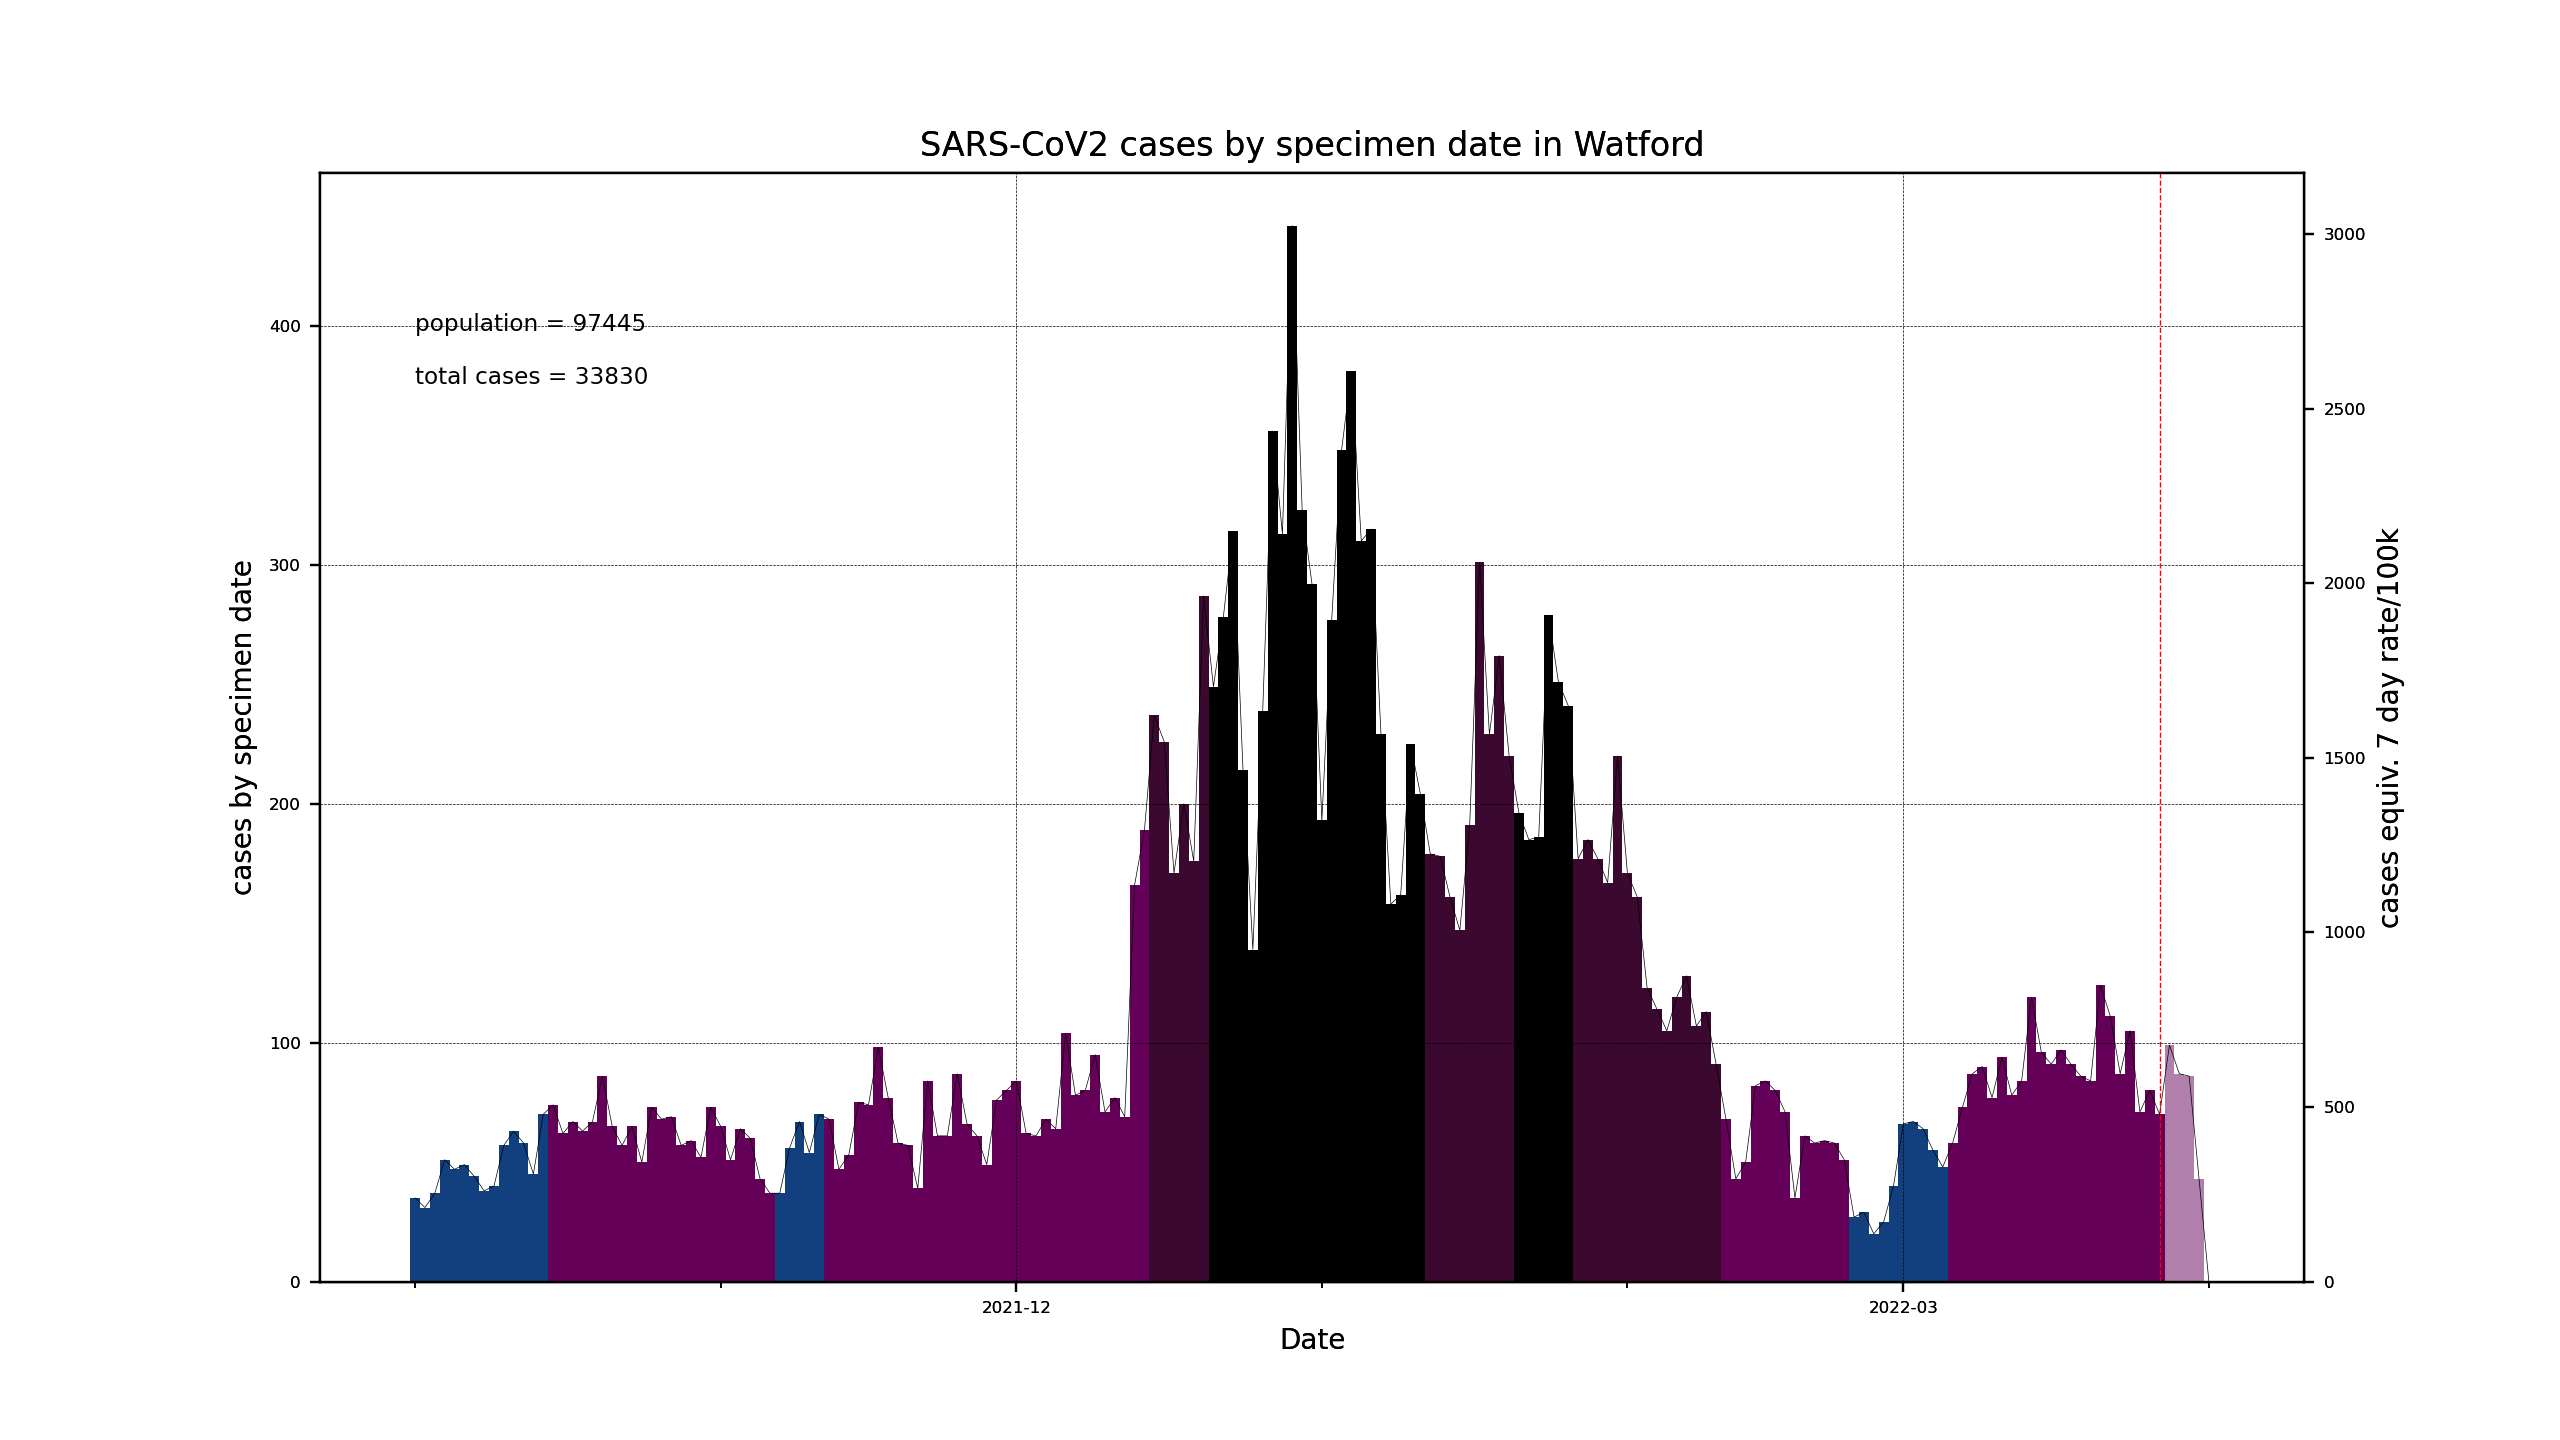 SARS-CoV2 cases by specimen date in Watford
population = 97445
total cases = 33830
cases by specimen date
400
300
200
100
0
3000
2500
2000
1500
1000
500
0
cases equiv. 7 day rate/100k
2021-12
2022-03
Date